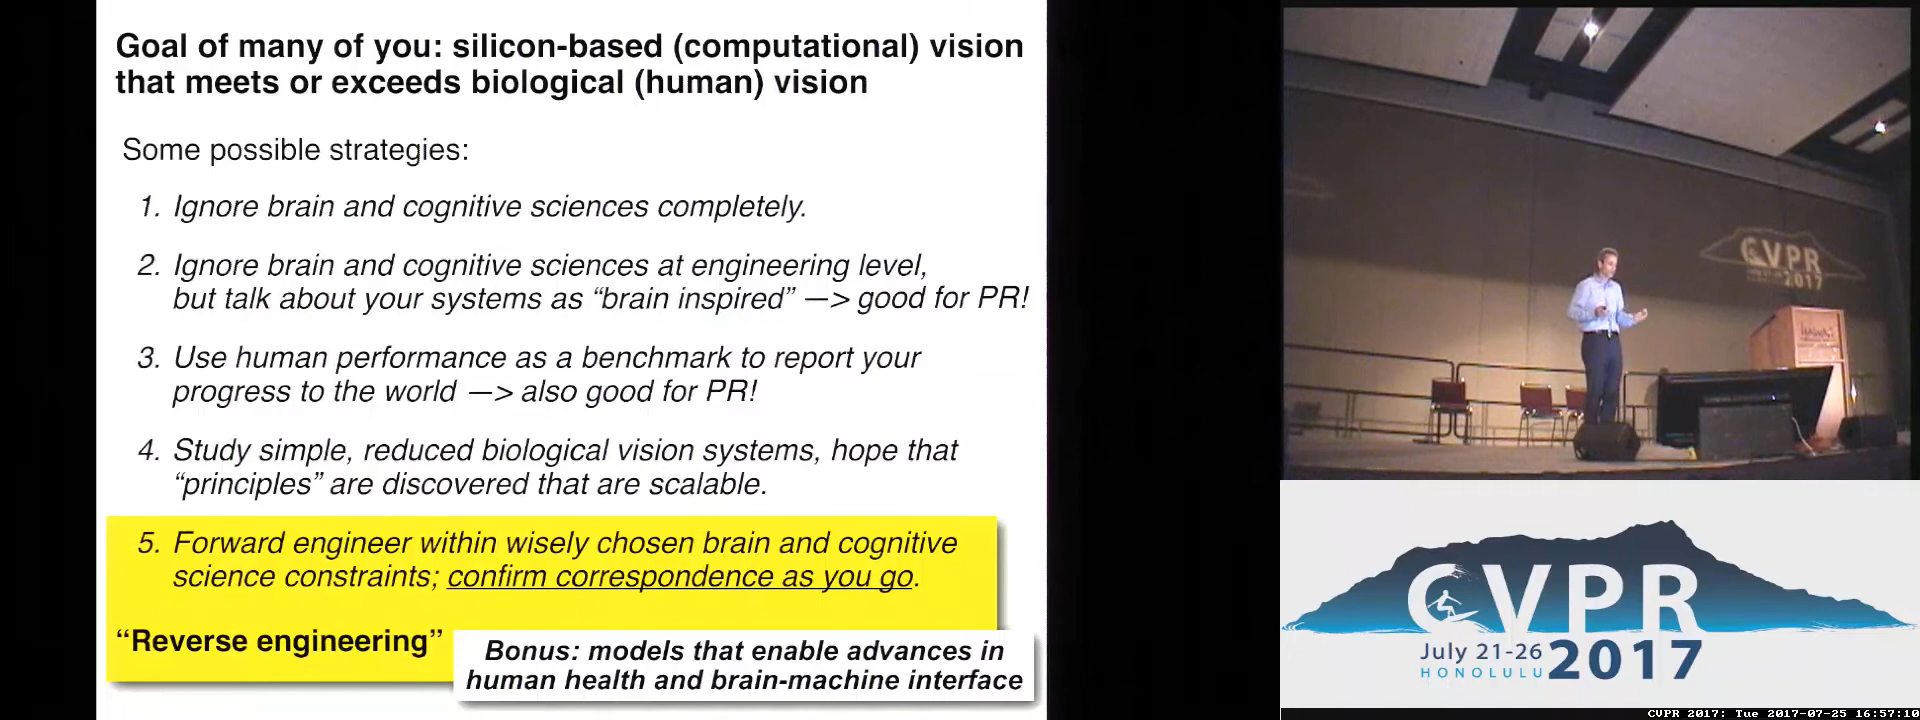 Goal of many of you: silicon-based (computational) vision
that meets or exceeds biological (human) vision
Some possible strategies:
1. Ignore brain and cognitive sciences completely.
2. Ignore brain and cognitive sciences at engineering level,
but talk about your systems as “brain inspired” —> good for PR!
3. Use human performance as a benchmark to report your
progress to the world —> also good for PR!
4. Study simple, reduced biological vision systems, hope that
“principles” are discovered that are scalable.
5. Forward engineer within wisely chosen brain and cognitive
science constraints; confirm correspondence as you go.
“Reverse engineering”
Bonus: models that enable advances in
human health and brain-machine interface
CVPR
2017
CVPR
July 21-26
HONOLULU
2017
CVPR 2017: Tue 2017-07-25 16:57:10